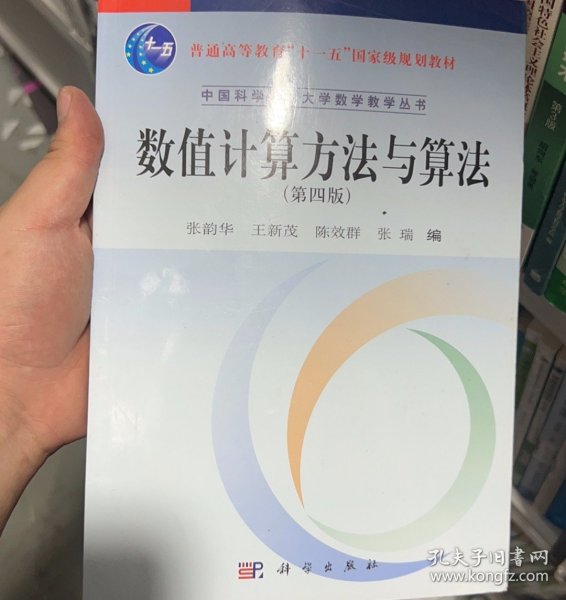 十一五
普通高等教育“十一五”国家级规划教材
中国科学 大学数学教学丛书
数值计算方法与算法
(第四版)
张韵华 王新茂 陈效群 张瑞 编
科学出版社
孔夫子旧书网
www.kongfz.com
第3版